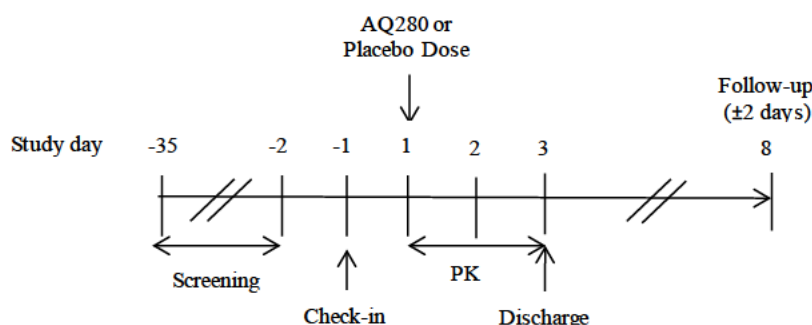 AQ280 or
Placebo Dose
Follow-up
(±2 days)
Study day -35 -2 -1 1 2 3 8
Screening PK
Check-in Discharge